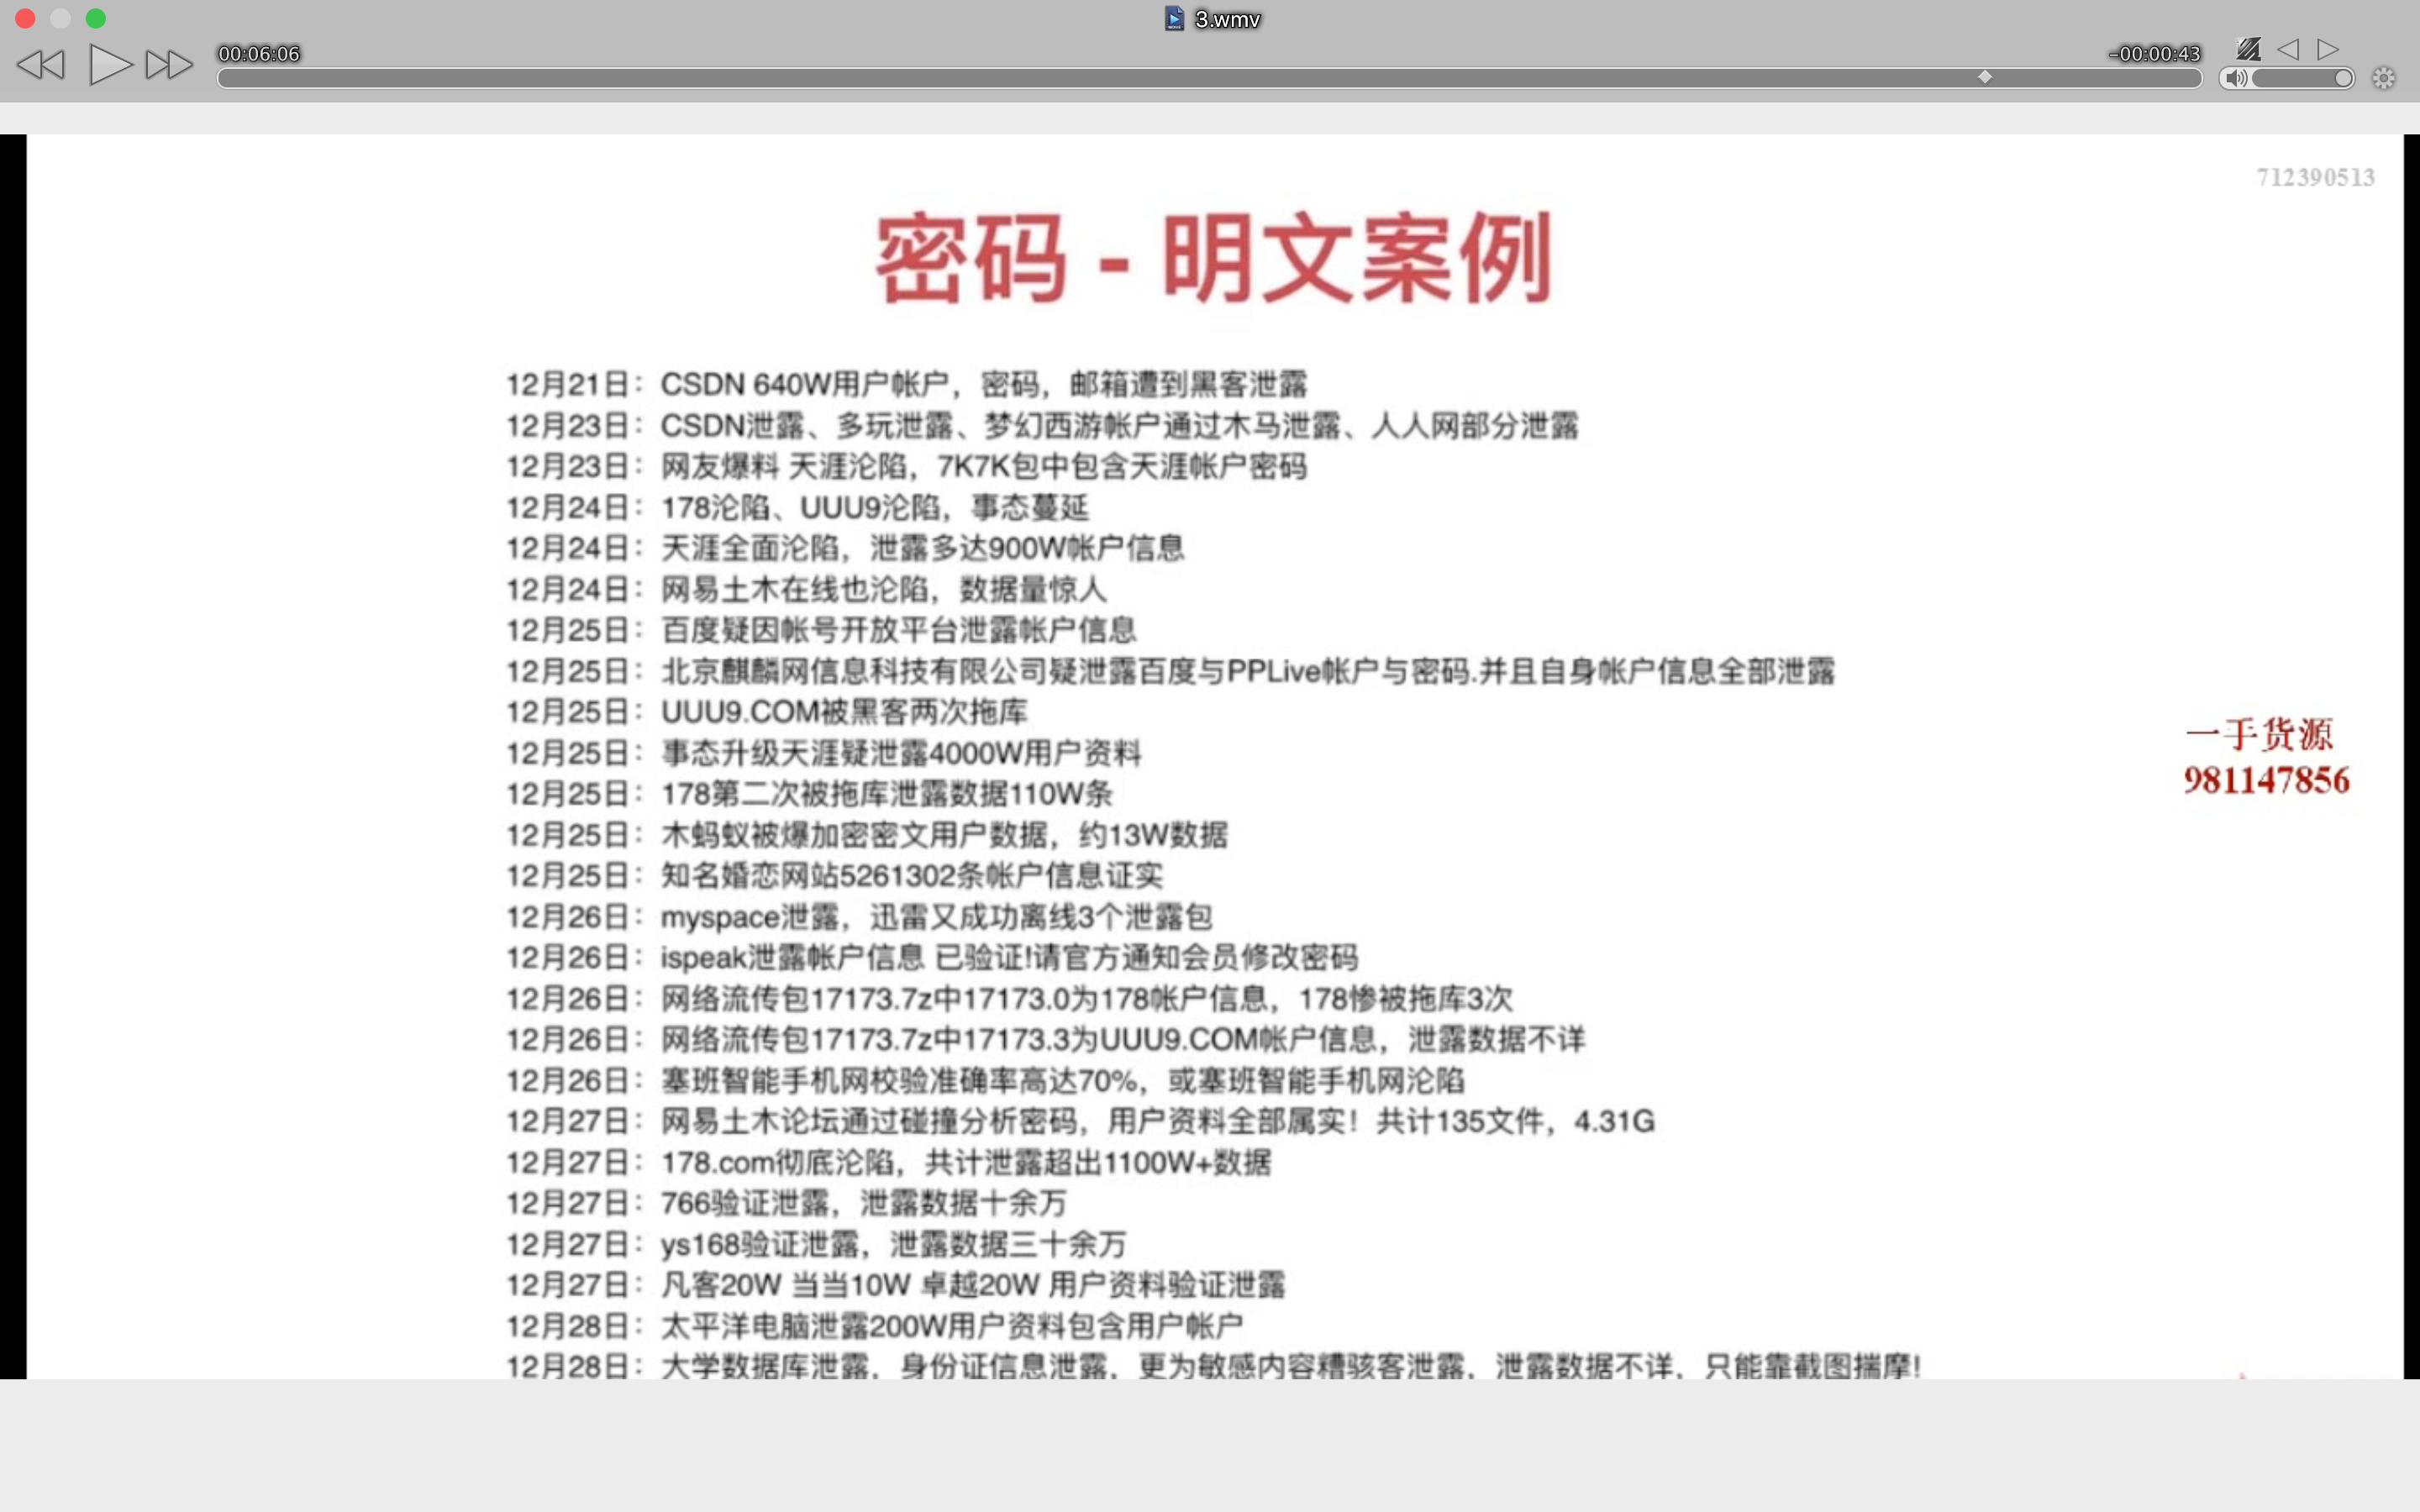 3.wmv
00:06:06
-00:00:43
712390513
密码 - 明文案例
12月21日：CSDN 640W用户帐户，密码，邮箱遭到黑客泄露
12月23日：CSDN泄露、多玩泄露、梦幻西游帐户通过木马泄露、人人网部分泄露
12月23日：网友爆料 天涯沦陷，7K7K包中包含天涯帐户密码
12月24日：178沦陷、UUU9沦陷，事态蔓延
12月24日：天涯全面沦陷，泄露多达900W帐户信息
12月24日：网易土木在线也沦陷，数据量惊人
12月25日：百度疑因帐号开放平台泄露帐户信息
12月25日：北京麒麟网信息科技有限公司疑泄露百度与PPLive帐户与密码.并且自身帐户信息全部泄露
12月25日：UUU9.COM被黑客两次拖库
12月25日：事态升级天涯疑泄露4000W用户资料
12月25日：178第二次被拖库泄露数据110W条
12月25日：木蚂蚁被爆加密密文用户数据，约13W数据
12月25日：知名婚恋网站5261302条帐户信息证实
12月26日：myspace泄露，迅雷又成功离线3个泄露包
12月26日：ispeak泄露帐户信息 已验证!请官方通知会员修改密码
12月26日：网络流传包17173.7z中17173.0为178帐户信息，178惨被拖库3次
12月26日：网络流传包17173.7z中17173.3为UUU9.COM帐户信息，泄露数据不详
12月26日：塞班智能手机网校验准确率高达70%，或塞班智能手机网沦陷
12月27日：网易土木论坛通过碰撞分析密码，用户资料全部属实！共计135文件，4.31G
12月27日：178.com彻底沦陷，共计泄露超出1100W+数据
12月27日：766验证泄露，泄露数据十余万
12月27日：ys168验证泄露，泄露数据三十余万
12月27日：凡客20W 当当10W 卓越20W 用户资料验证泄露
12月28日：太平洋电脑泄露200W用户资料包含用户帐户
12月28日：大学数据库泄露，身份证信息泄露，更为敏感内容糟骇客泄露，泄露数据不详，只能靠截图揣摩!
一手货源
981147856